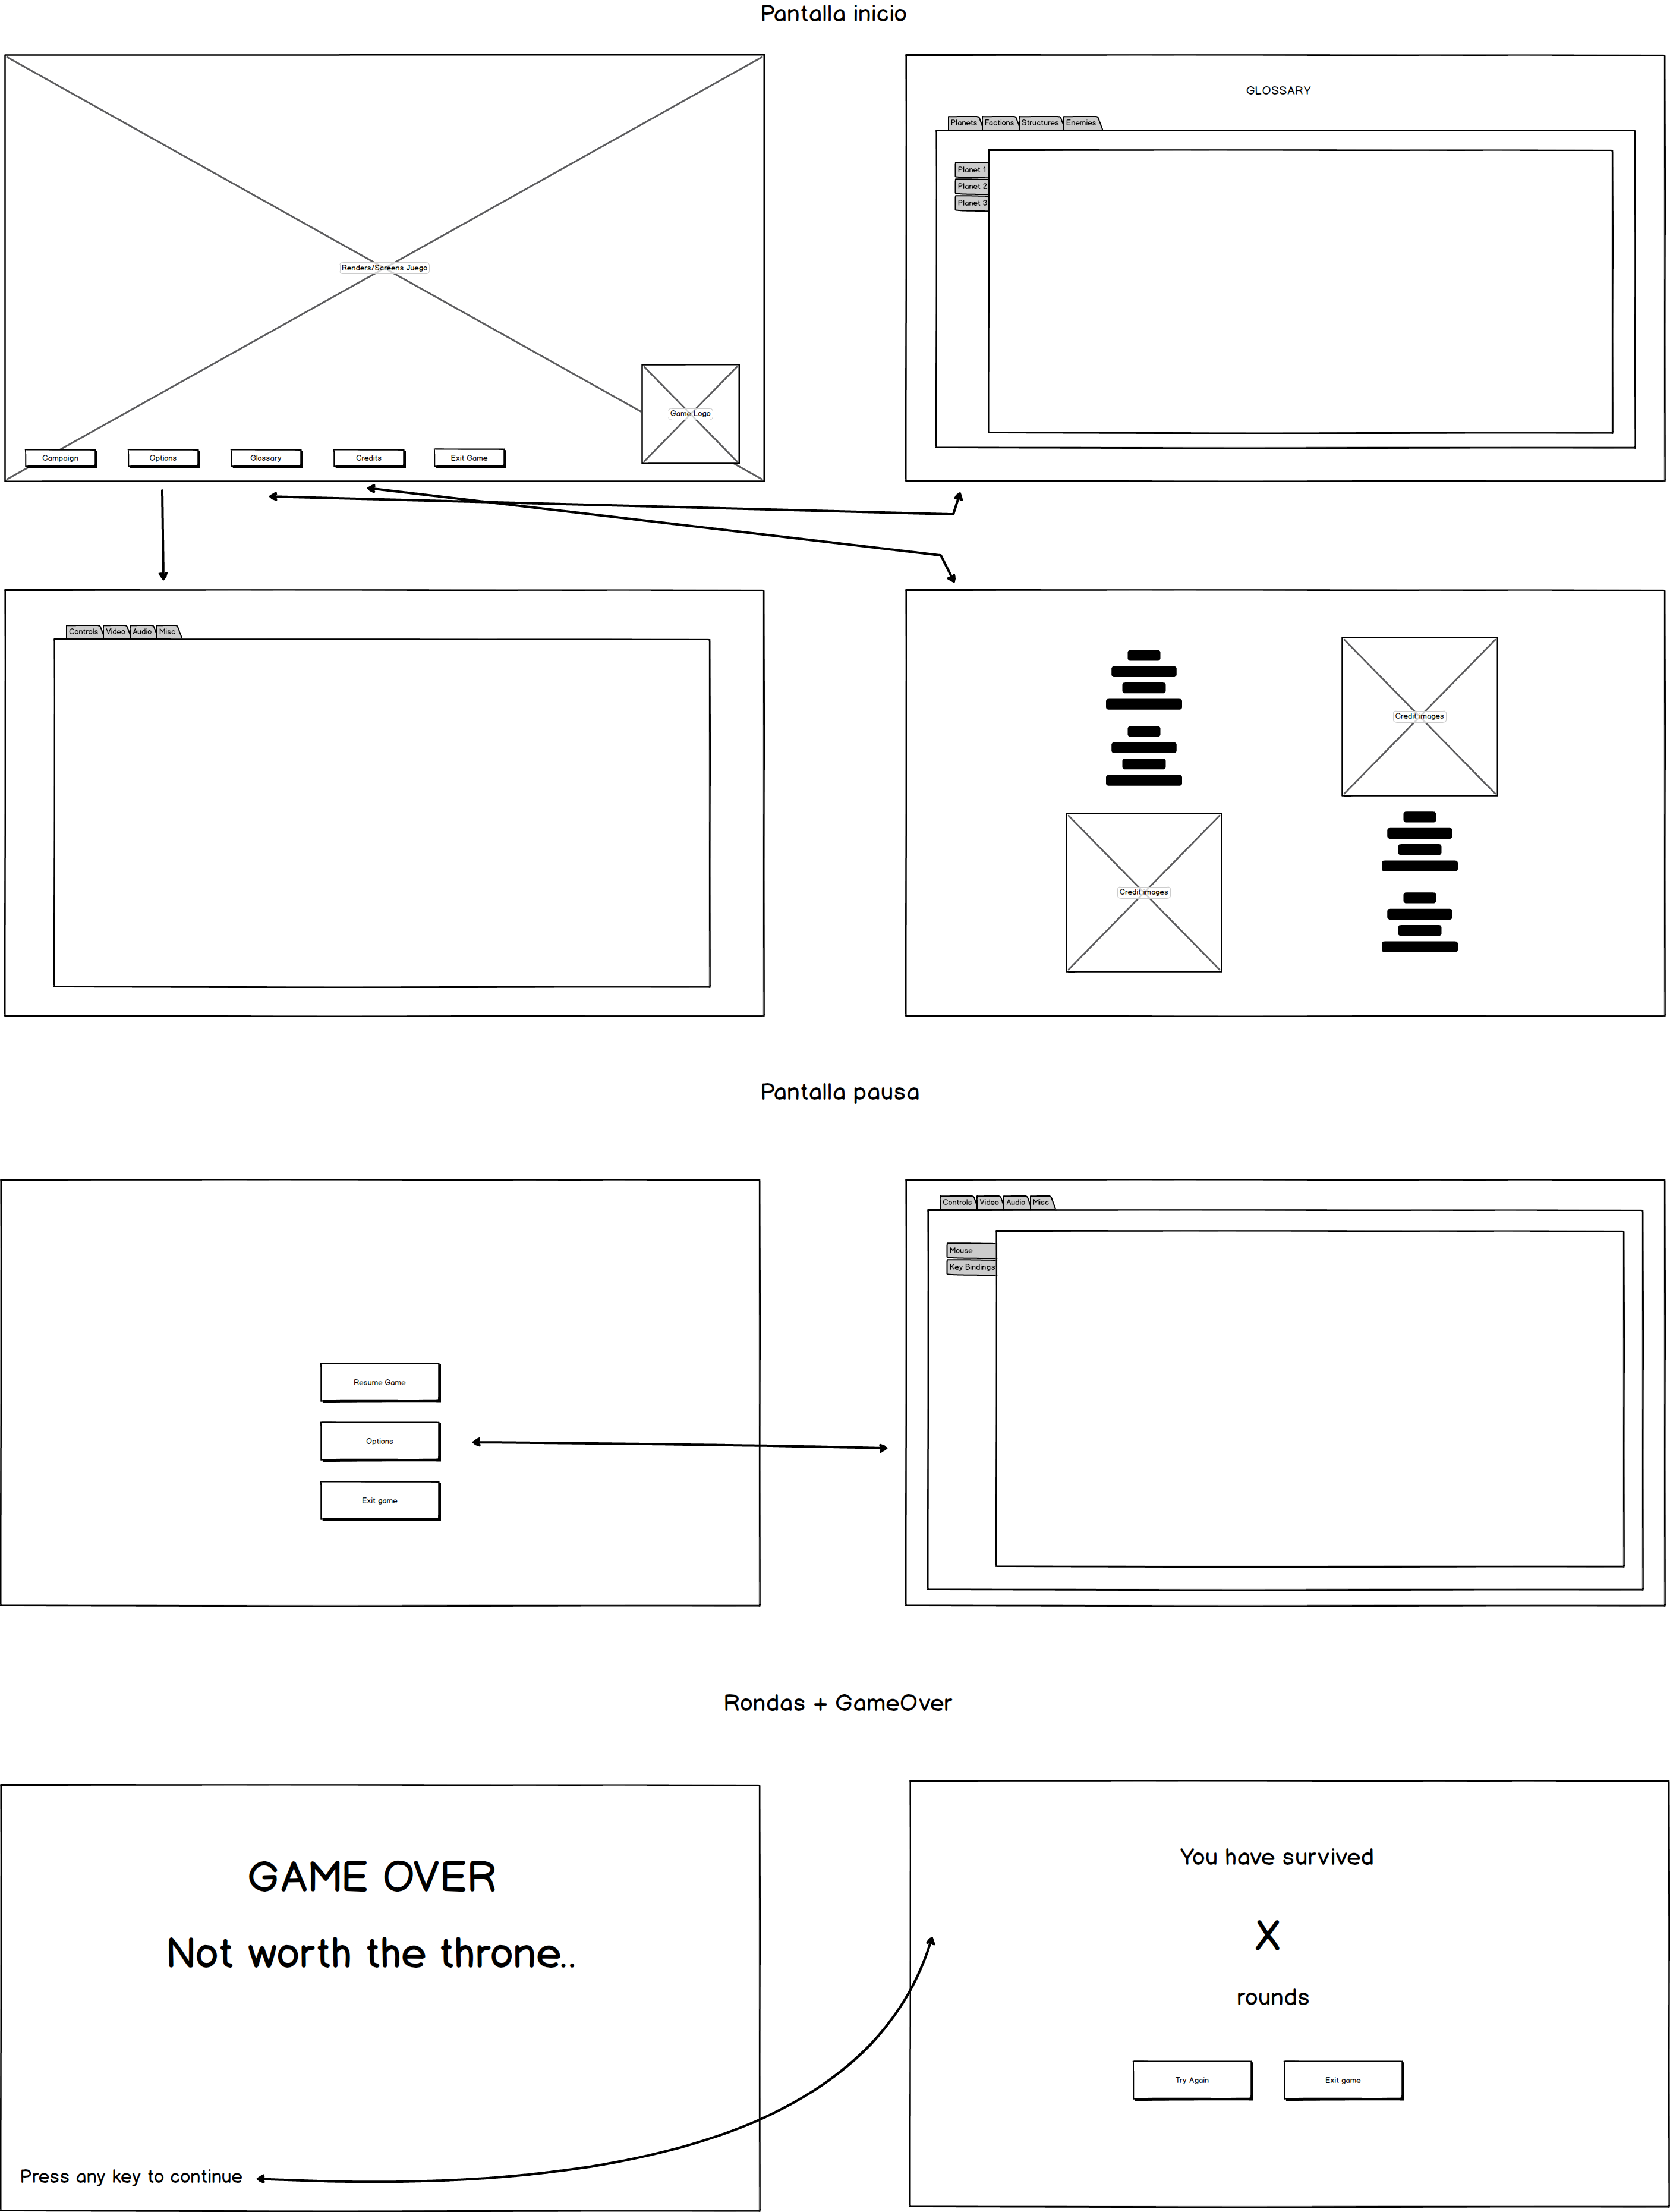 Pantalla inicio
Renders/Screens Juego
Game Logo
Campaign
Options
Glossary
Credits
Exit Game
GLOSSARY
Planets
Factions
Structures
Enemies
Planet 1
Planet 2
Planet 3
Controls
Video
Audio
Misc
Credit images
Credit images
Pantalla pausa
Resume Game
Options
Exit game
Controls
Video
Audio
Misc
Mouse
Key Bindings
Rondas + GameOver
GAME OVER
Not worth the throne..
Press any key to continue
You have survived
X
rounds
Try Again
Exit game